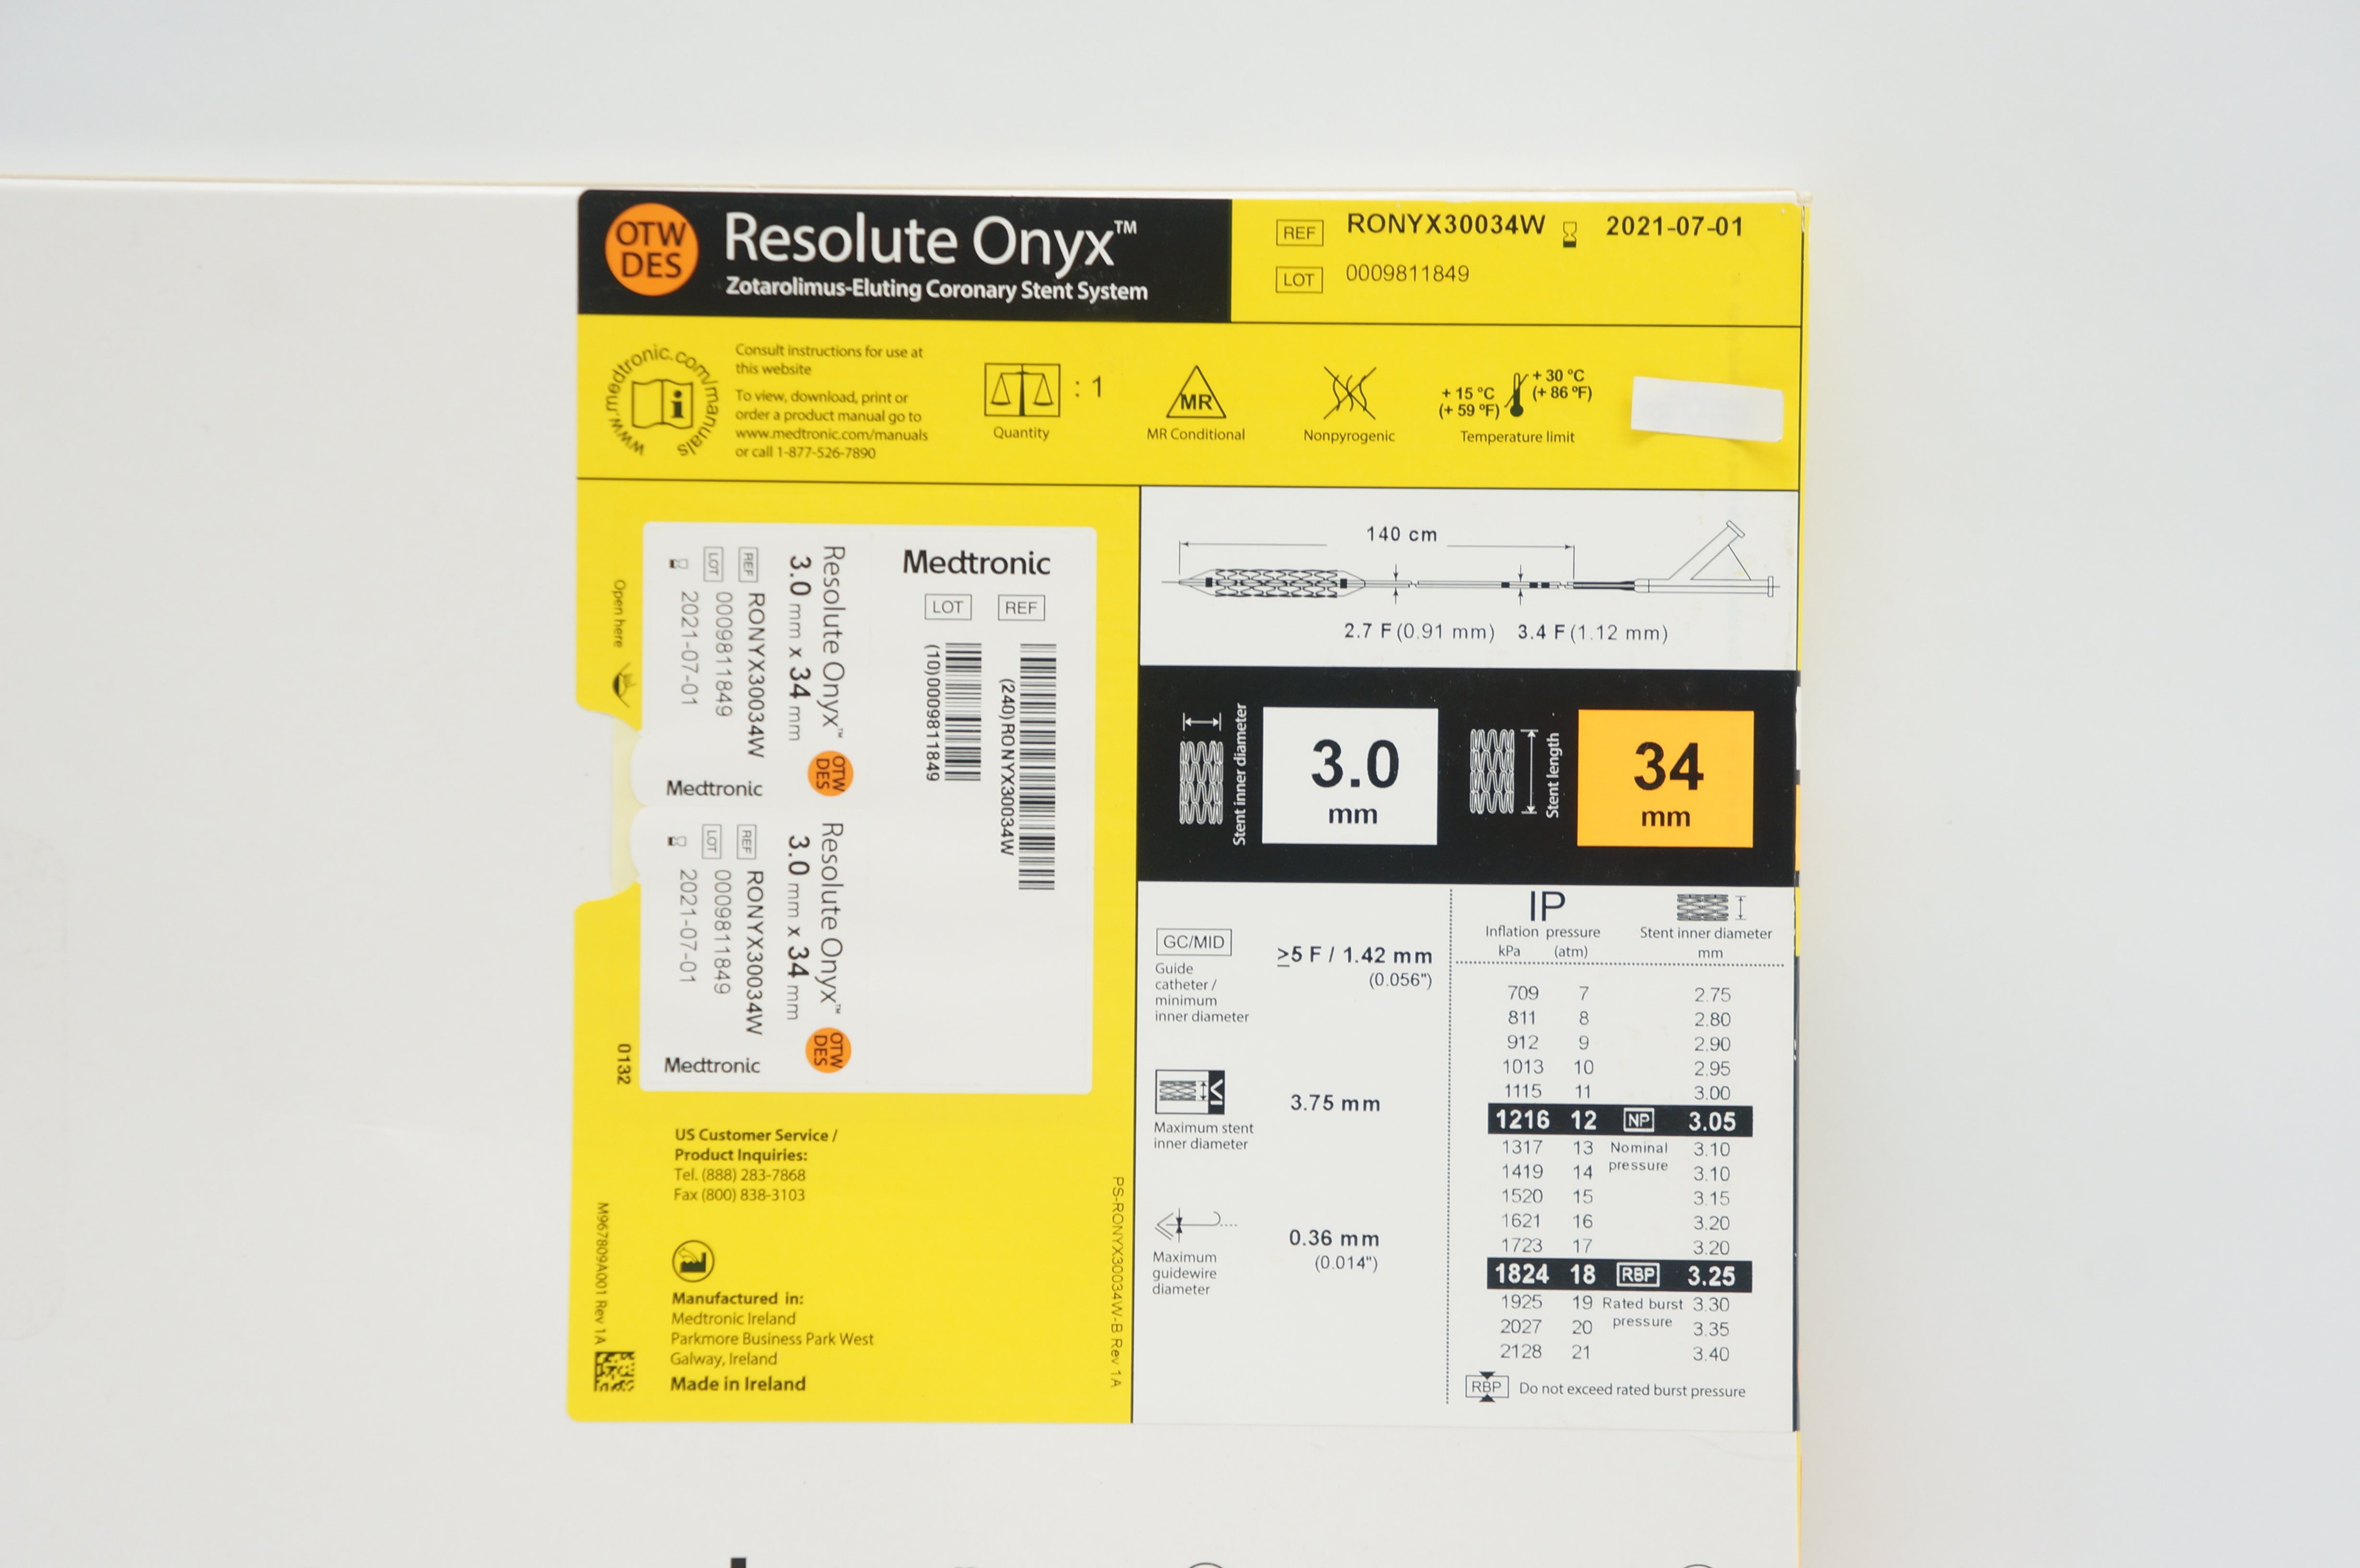 OTW
DES
Resolute Onyx™
Zotarolimus-Eluting Coronary Stent System
REF RONYX30034W 2021-07-01
LOT 0009811849
www.medtronic.com/manuals
Consult instructions for use at
this website
To view, download, print or
order a product manual go to
www.medtronic.com/manuals
or call 1-877-526-7890
: 1
Quantity
MR
MR Conditional
Nonpyrogenic
+ 15 °C
(+ 59 °F)
+ 30 °C
(+ 86 °F)
Temperature limit
Open here
Resolute Onyx™
3.0 mm x 34 mm
OTW
DES
REF RONYX30034W
LOT 0009811849
2021-07-01
Medtronic
Resolute Onyx™
3.0 mm x 34 mm
OTW
DES
REF RONYX30034W
LOT 0009811849
2021-07-01
Medtronic
Medtronic
LOT REF
(10)0009811849
(240)RONYX30034W
0132
US Customer Service /
Product Inquiries:
Tel. (888) 283-7868
Fax (800) 838-3103
Manufactured in:
Medtronic Ireland
Parkmore Business Park West
Galway, Ireland
Made in Ireland
M967809A001 Rev 1A
PS-RONYX30034W-B Rev 1A
140 cm
2.7 F (0.91 mm) 3.4 F (1.12 mm)
Stent inner diameter
3.0
mm
Stent length
34
mm
GC/MID
Guide
catheter /
minimum
inner diameter
≥5 F / 1.42 mm
(0.056")
Maximum stent
inner diameter
3.75 mm
Maximum
guidewire
diameter
0.36 mm
(0.014")
IP
Inflation pressure Stent inner diameter
kPa (atm) mm
709 7 2.75
811 8 2.80
912 9 2.90
1013 10 2.95
1115 11 3.00
1216 12 NP 3.05
1317 13 Nominal 3.10
1419 14 pressure 3.10
1520 15 3.15
1621 16 3.20
1723 17 3.20
1824 18 RBP 3.25
1925 19 Rated burst 3.30
2027 20 pressure 3.35
2128 21 3.40
RBP Do not exceed rated burst pressure